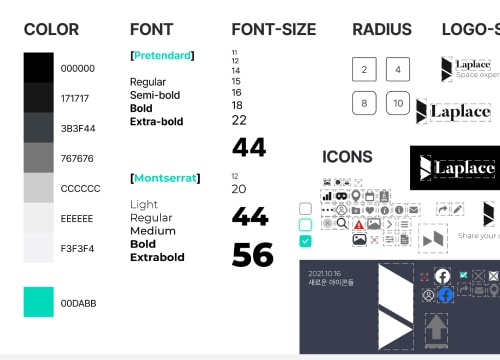 COLOR
000000
171717
3B3F44
767676
CCCCCC
EEEEEE
F3F3F4
00DABB
FONT
[Pretendard]
Regular
Semi-bold
Bold
Extra-bold
[Montserrat]
Light
Regular
Medium
Bold
Extrabold
FONT-SIZE
11
12
14
15
16
18
22
44
12
20
44
56
RADIUS
2
4
8
10
ICONS
2021.10.16
새로운 아이콘들
LOGO-S
Laplace
Space exper
Laplace
Laplace
Laplace
Share your